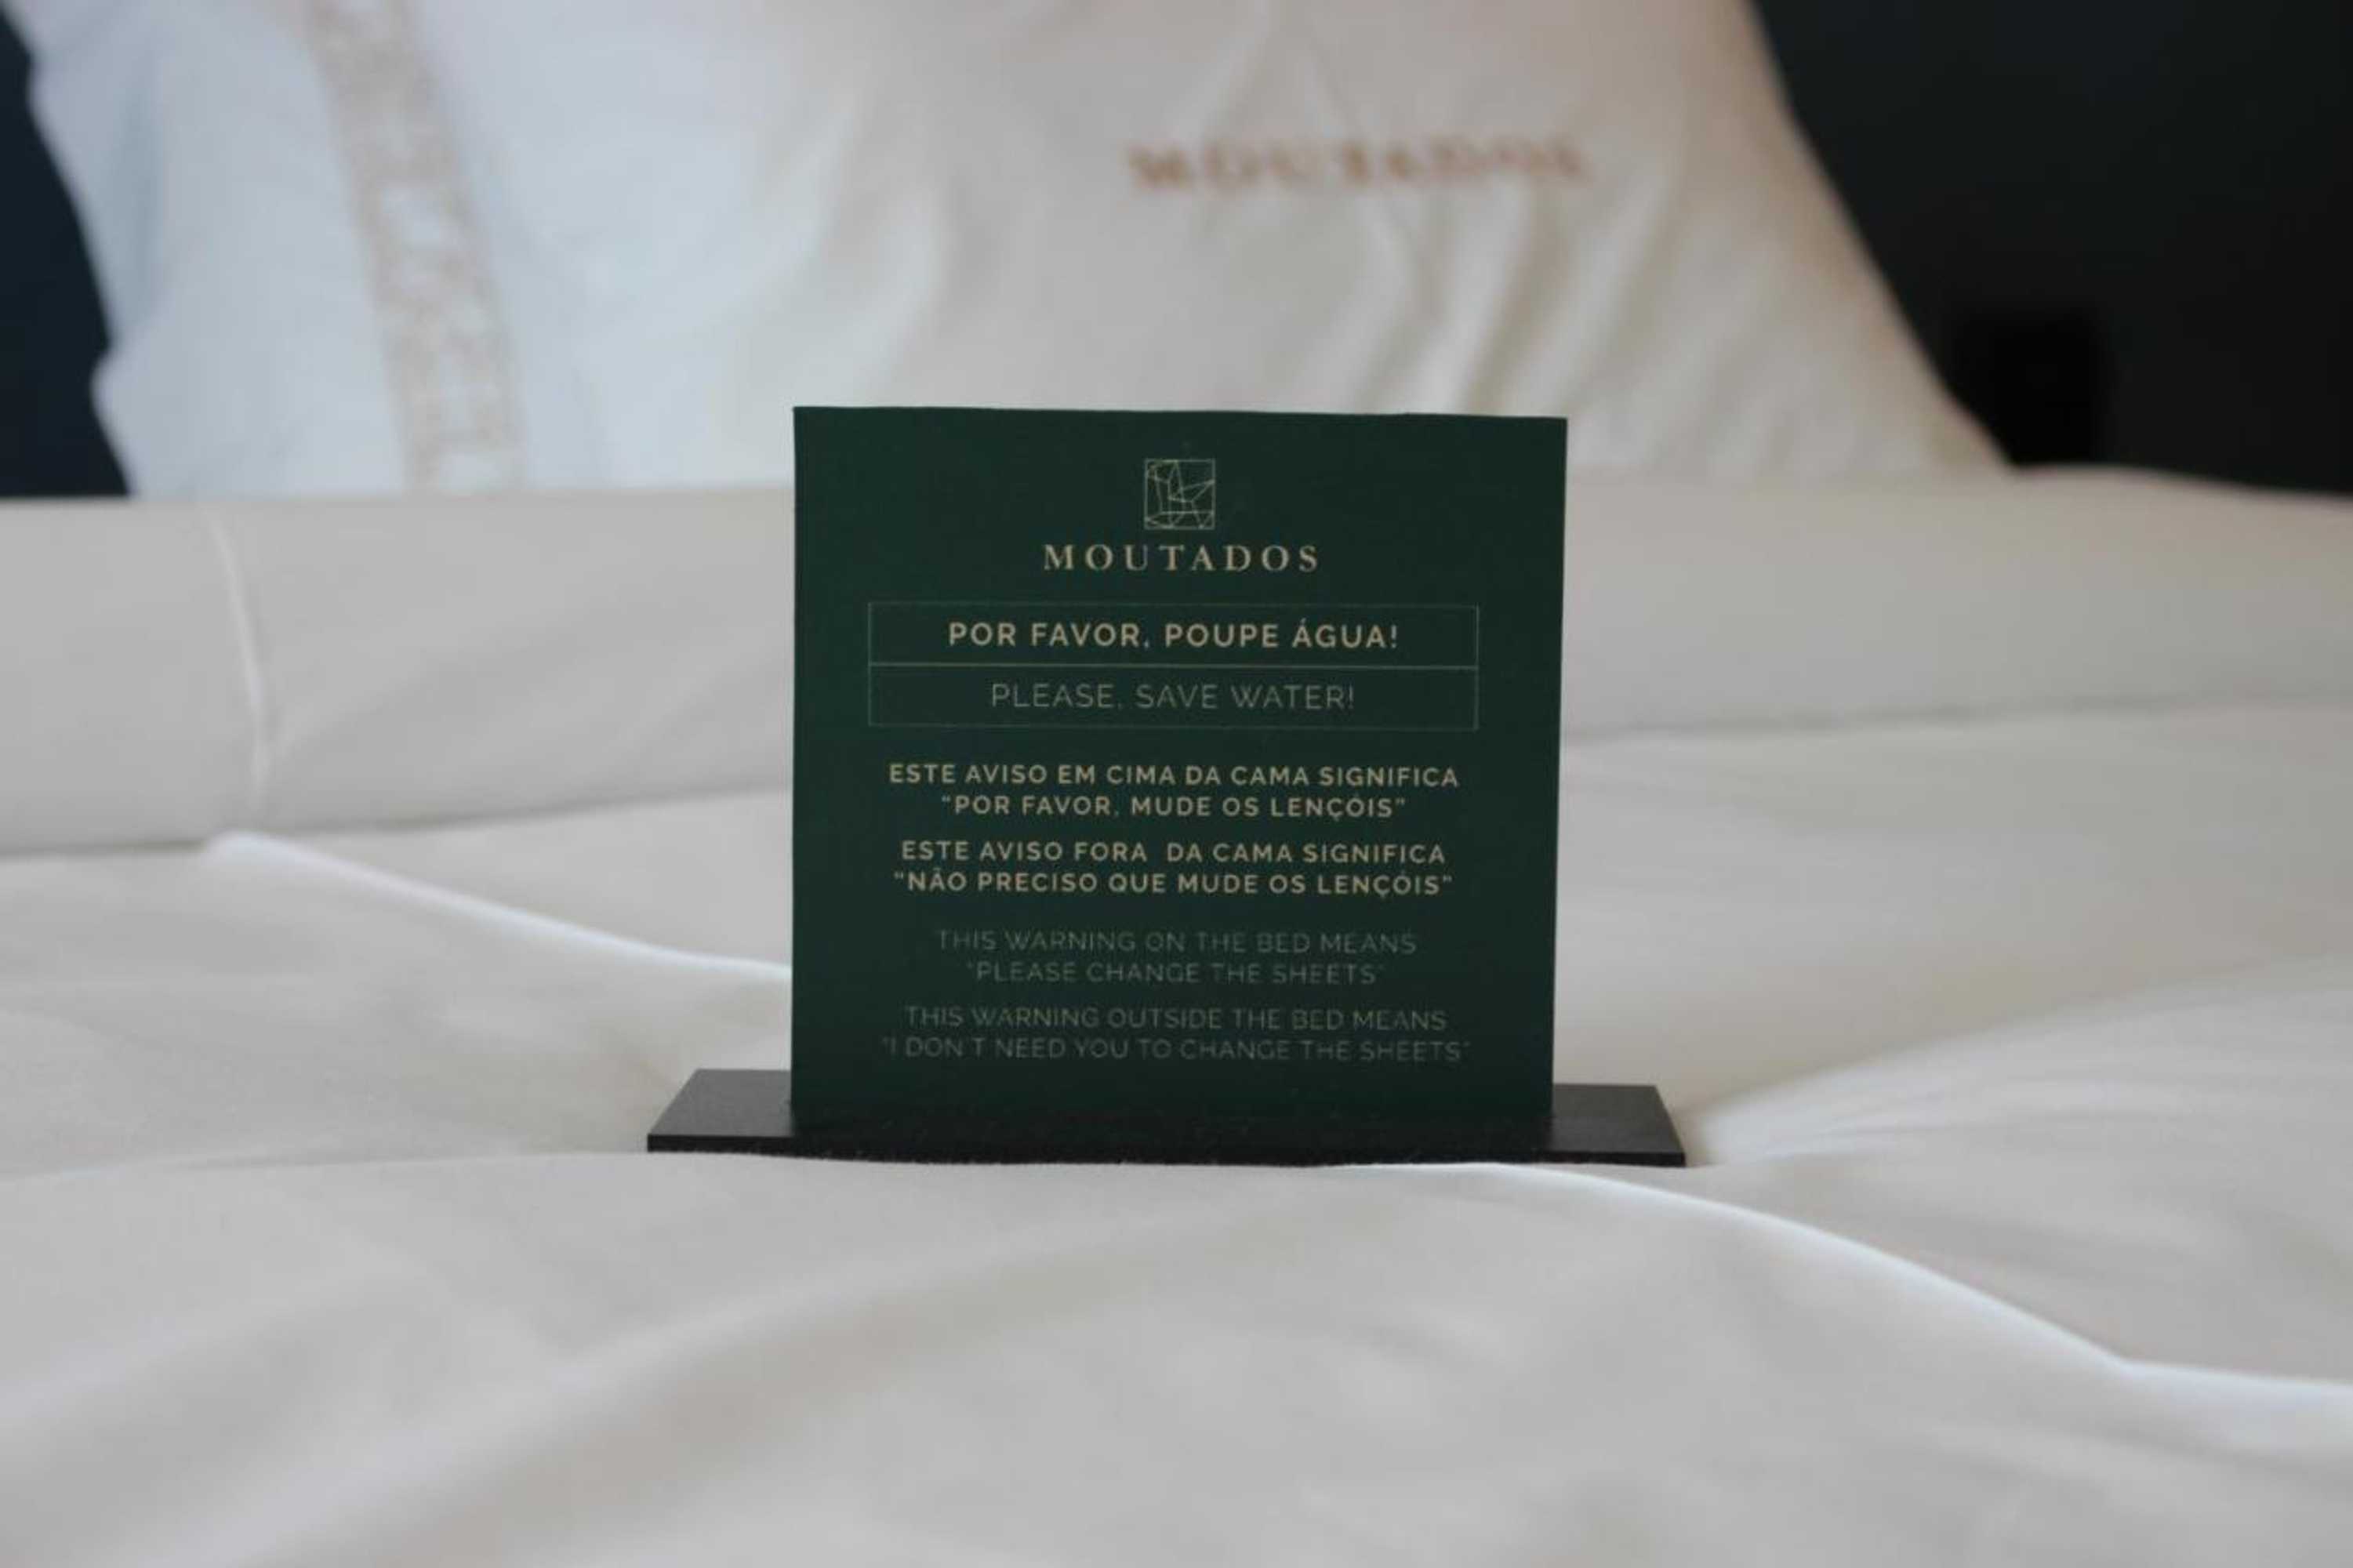 MOUTADOS
MOUTADOS
POR FAVOR, POUPE ÁGUA!
PLEASE, SAVE WATER!
ESTE AVISO EM CIMA DA CAMA SIGNIFICA
"POR FAVOR, MUDE OS LENÇÓIS"
ESTE AVISO FORA DA CAMA SIGNIFICA
"NÃO PRECISO QUE MUDE OS LENÇÓIS"
THIS WARNING ON THE BED MEANS
"PLEASE CHANGE THE SHEETS"
THIS WARNING OUTSIDE THE BED MEANS
"I DON'T NEED YOU TO CHANGE THE SHEETS"